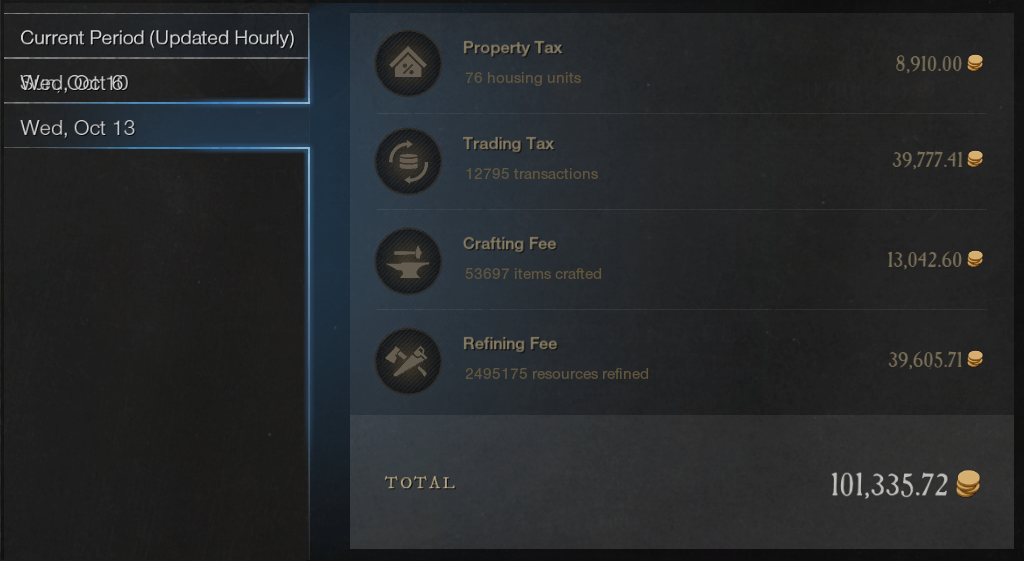 Current Period (Updated Hourly)
Wed, Oct 13
Property Tax
76 housing units
8,910.00
Trading Tax
12795 transactions
39,777.41
Crafting Fee
53697 items crafted
13,042.60
Refining Fee
2495175 resources refined
39,605.71
TOTAL
101,335.72